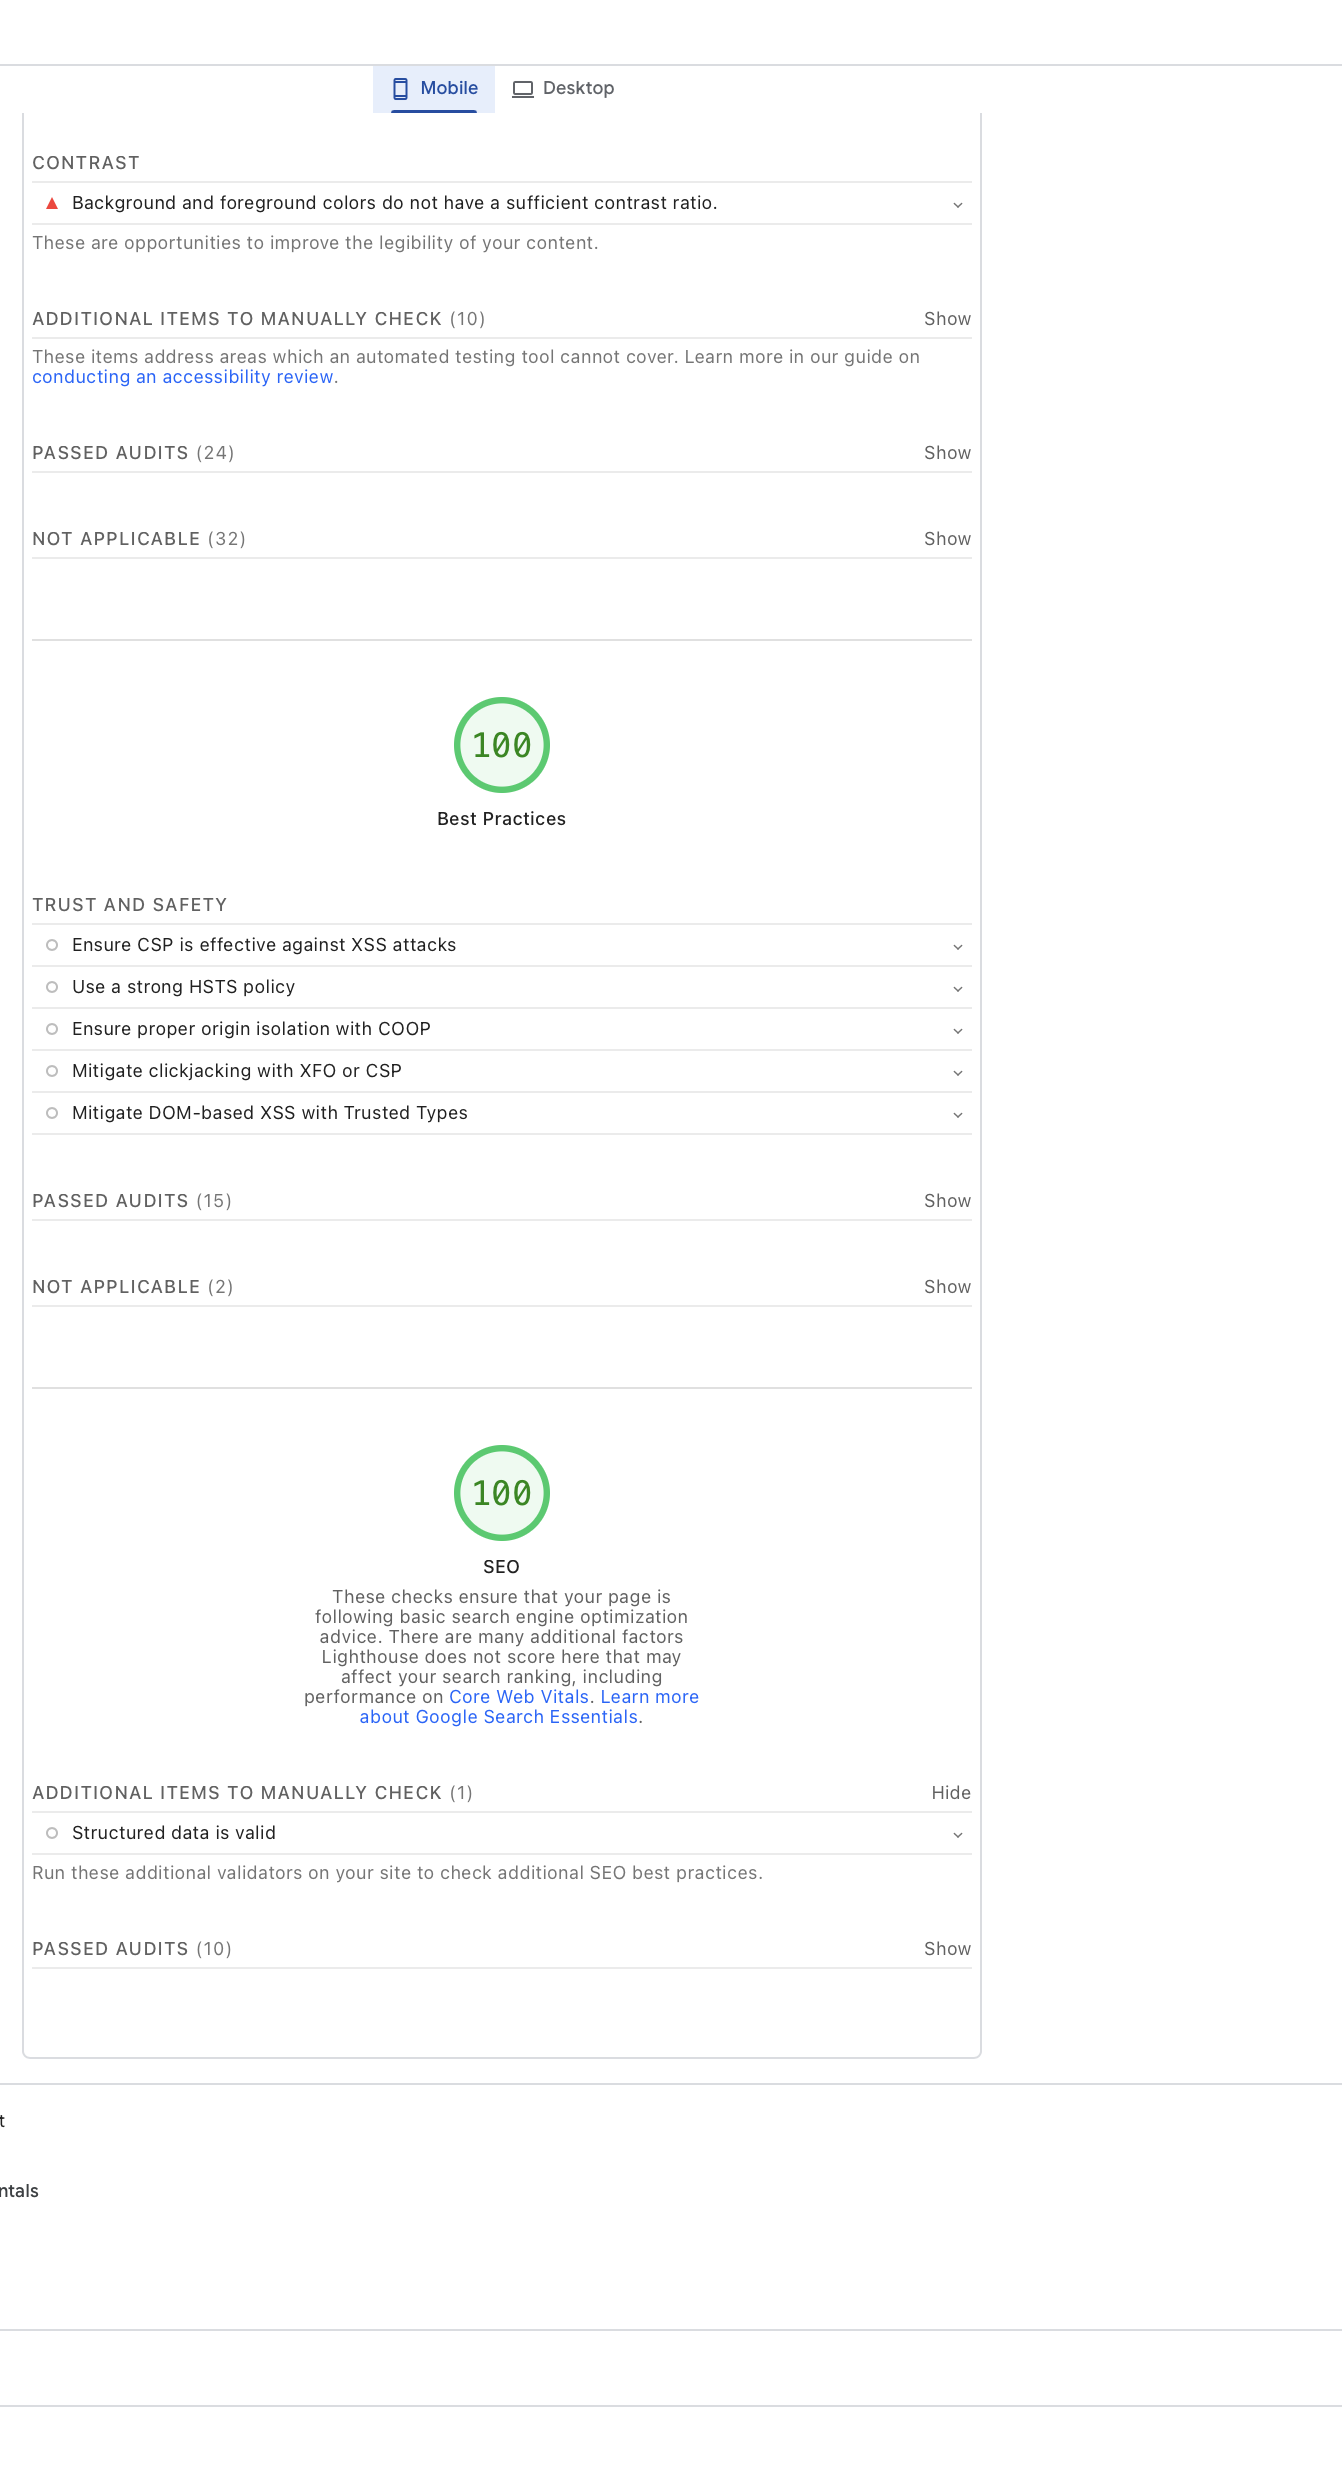 Mobile
Desktop
CONTRAST
Background and foreground colors do not have a sufficient contrast ratio.
These are opportunities to improve the legibility of your content.
ADDITIONAL ITEMS TO MANUALLY CHECK (10) Show
These items address areas which an automated testing tool cannot cover. Learn more in our guide on
conducting an accessibility review.
PASSED AUDITS (24) Show
NOT APPLICABLE (32) Show
100
Best Practices
TRUST AND SAFETY
Ensure CSP is effective against XSS attacks
Use a strong HSTS policy
Ensure proper origin isolation with COOP
Mitigate clickjacking with XFO or CSP
Mitigate DOM-based XSS with Trusted Types
PASSED AUDITS (15) Show
NOT APPLICABLE (2) Show
100
SEO
These checks ensure that your page is
following basic search engine optimization
advice. There are many additional factors
Lighthouse does not score here that may
affect your search ranking, including
performance on Core Web Vitals. Learn more
about Google Search Essentials.
ADDITIONAL ITEMS TO MANUALLY CHECK (1) Hide
Structured data is valid
Run these additional validators on your site to check additional SEO best practices.
PASSED AUDITS (10) Show
t
ntals